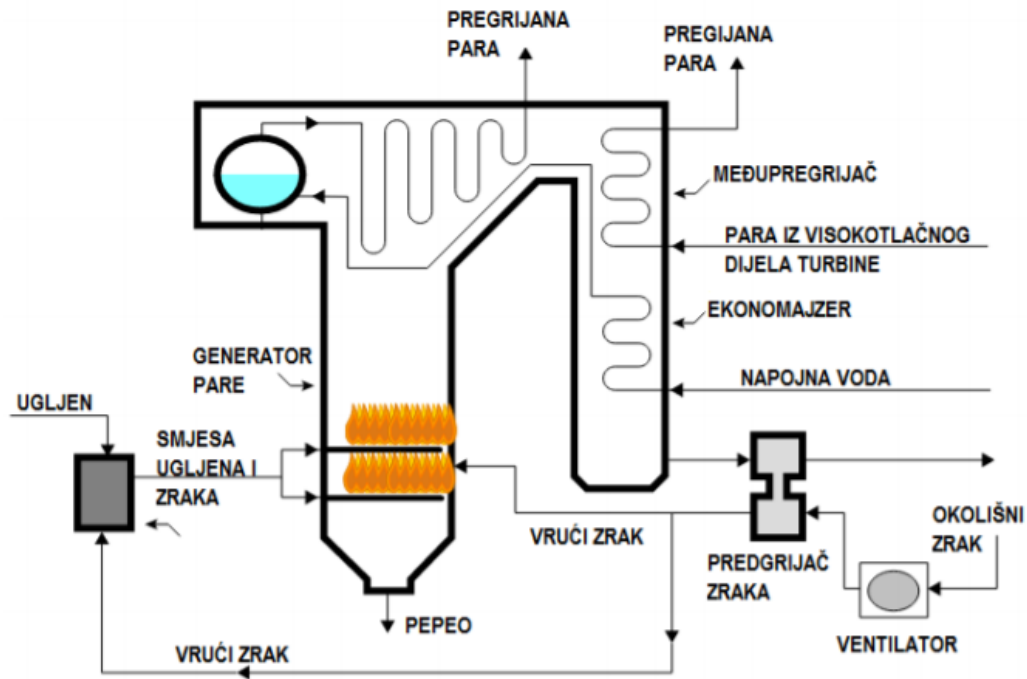 PREGRIJANA
PARA
PREGIJANA
PARA
MEĐUPREGRIJAČ
PARA IZ VISOKOTLAČNOG
DIJELA TURBINE
EKONOMAJZER
GENERATOR
PARE
NAPOJNA VODA
UGLJEN
SMJESA
UGLJENA I
ZRAKA
VRUĆI ZRAK
PREDGRIJAČ
ZRAKA
OKOLIŠNI
ZRAK
PEPEO
VENTILATOR
VRUĆI ZRAK